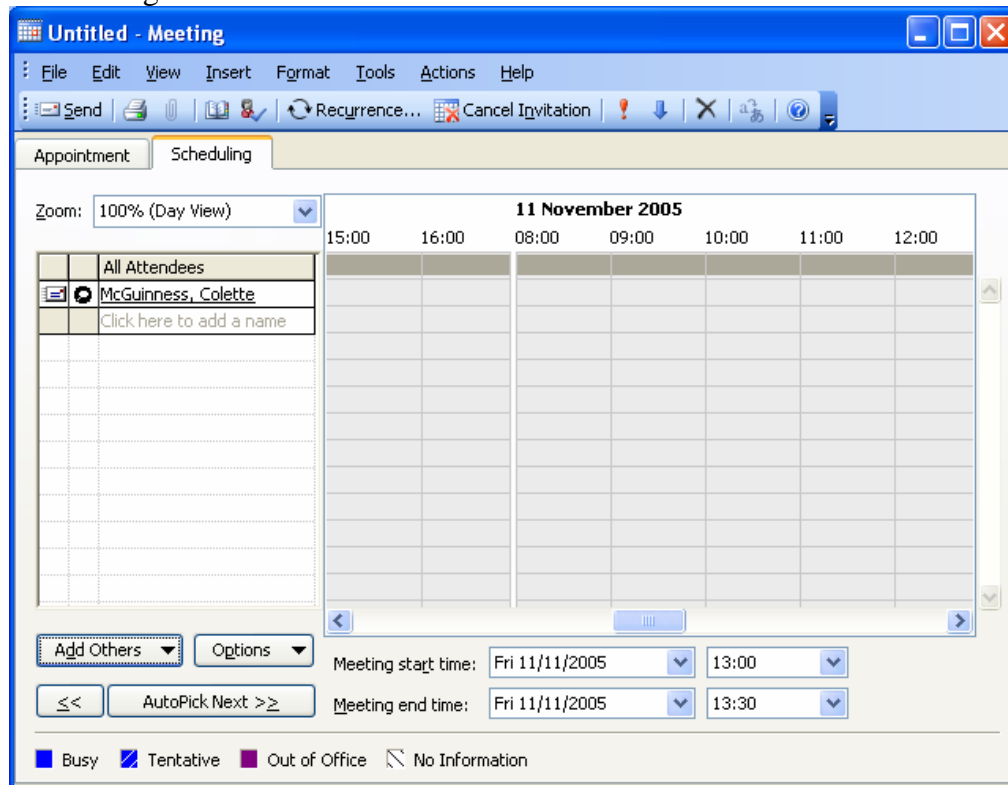 Untitled - Meeting
File Edit View Insert Format Tools Actions Help
Send Recurrence... Cancel Invitation
Appointment Scheduling
Zoom: 100% (Day View)
11 November 2005
15:00 16:00 08:00 09:00 10:00 11:00 12:00
All Attendees
McGuinness, Colette
Click here to add a name
Add Others Options
Meeting start time: Fri 11/11/2005 13:00
<< AutoPick Next >>
Meeting end time: Fri 11/11/2005 13:30
Busy Tentative Out of Office No Information